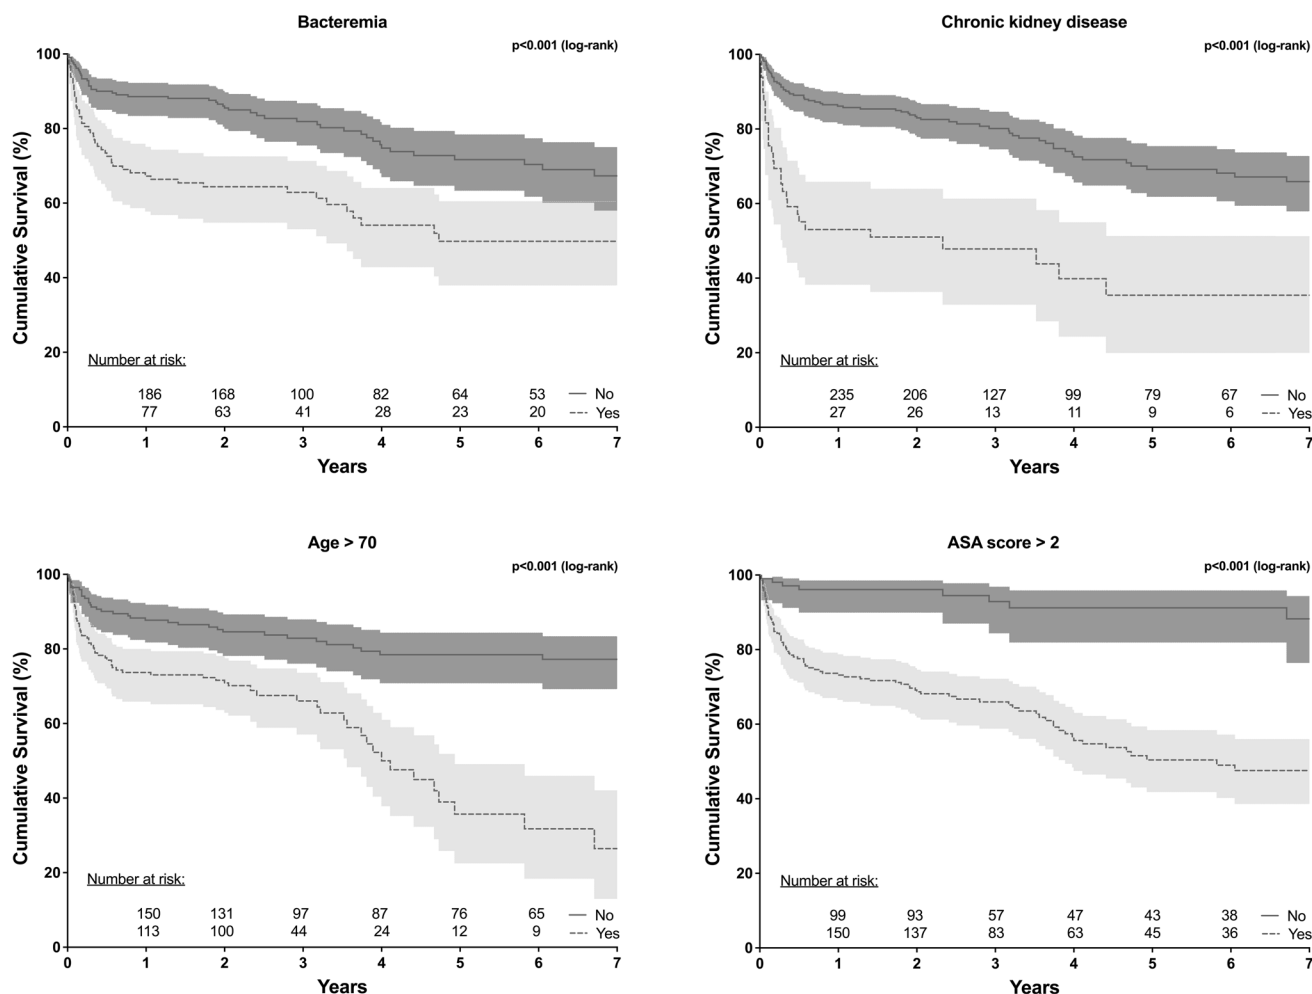 Bacteremia
p<0.001 (log-rank)
Cumulative Survival (%)
100
80
60
40
20
0
Number at risk:
186 168 100 82 64 53 No
77 63 41 28 23 20 Yes
0 1 2 3 4 5 6 7
Years
Chronic kidney disease
p<0.001 (log-rank)
Cumulative Survival (%)
100
80
60
40
20
0
Number at risk:
235 206 127 99 79 67 No
27 26 13 11 9 6 Yes
0 1 2 3 4 5 6 7
Years
Age > 70
p<0.001 (log-rank)
Cumulative Survival (%)
100
80
60
40
20
0
Number at risk:
150 131 97 87 76 65 No
113 100 44 24 12 9 Yes
0 1 2 3 4 5 6 7
Years
ASA score > 2
p<0.001 (log-rank)
Cumulative Survival (%)
100
80
60
40
20
0
Number at risk:
99 93 57 47 43 38 No
150 137 83 63 45 36 Yes
0 1 2 3 4 5 6 7
Years